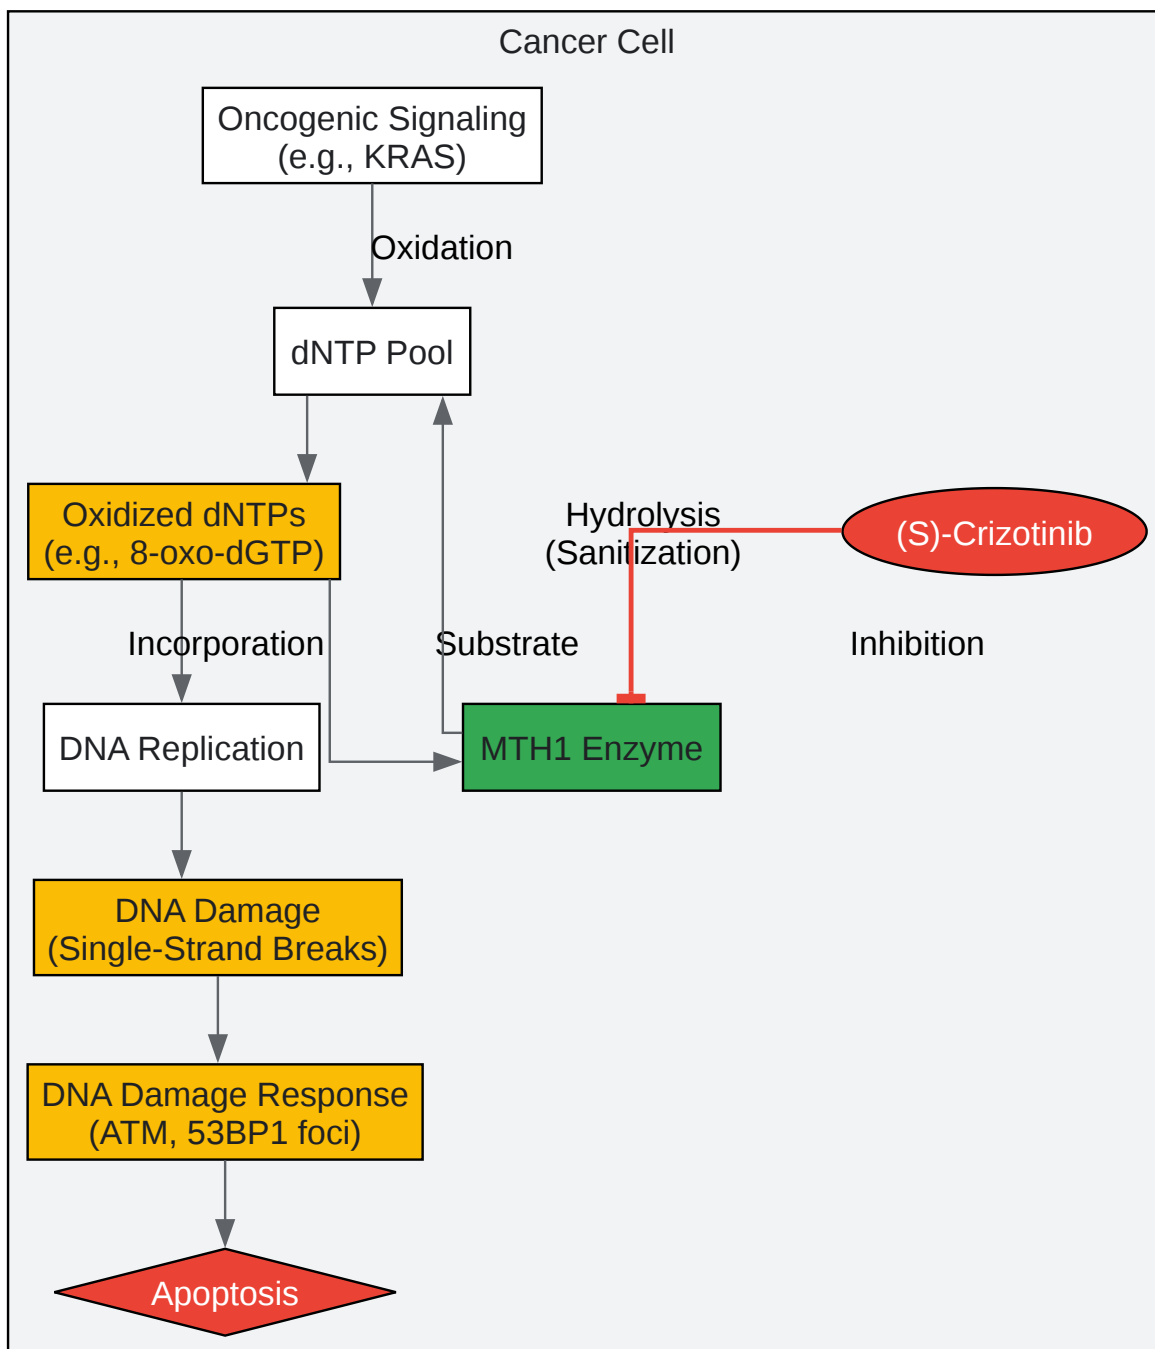 Cancer Cell
Oncogenic Signaling
(e.g., KRAS)
Oxidation
dNTP Pool
Oxidized dNTPs
(e.g., 8-oxo-dGTP)
Hydrolysis
(Sanitization)
(S)-Crizotinib
Incorporation
Substrate
Inhibition
DNA Replication
MTH1 Enzyme
DNA Damage
(Single-Strand Breaks)
DNA Damage Response
(ATM, 53BP1 foci)
Apoptosis